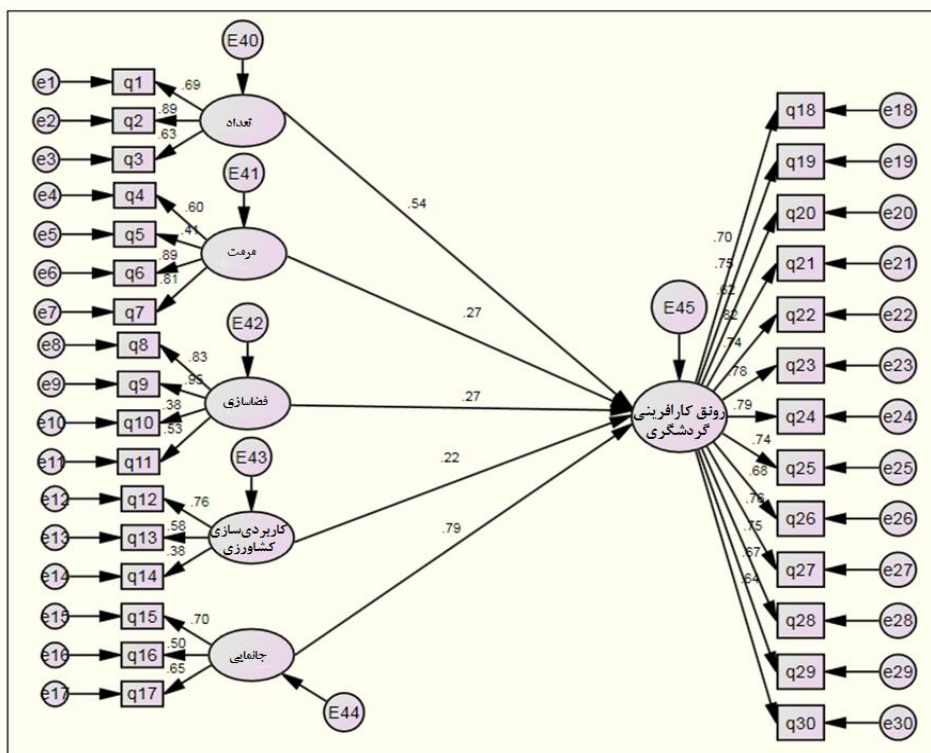 E40
e1
q1
.69
e2
q2
.89
تعداد
e3
q3
.63
E41
e4
q4
.60
e5
q5
.41
مرمت
e6
q6
.89
e7
q7
.81
E42
e8
q8
.83
e9
q9
.95
فضاسازی
e10
q10
.38
e11
q11
.53
E43
e12
q12
.76
e13
q13
.58
کاربردی‌سازی
کشاورزی
e14
q14
.38
e15
q15
.70
e16
q16
.50
جانمایی
e17
q17
.65
E44
.54
.27
.27
.22
.79
E45
رونق کارافرینی
گردشگری
.70
.75
.62
.82
.74
.78
.79
.74
.68
.76
.75
.67
.64
q18
e18
q19
e19
q20
e20
q21
e21
q22
e22
q23
e23
q24
e24
q25
e25
q26
e26
q27
e27
q28
e28
q29
e29
q30
e30